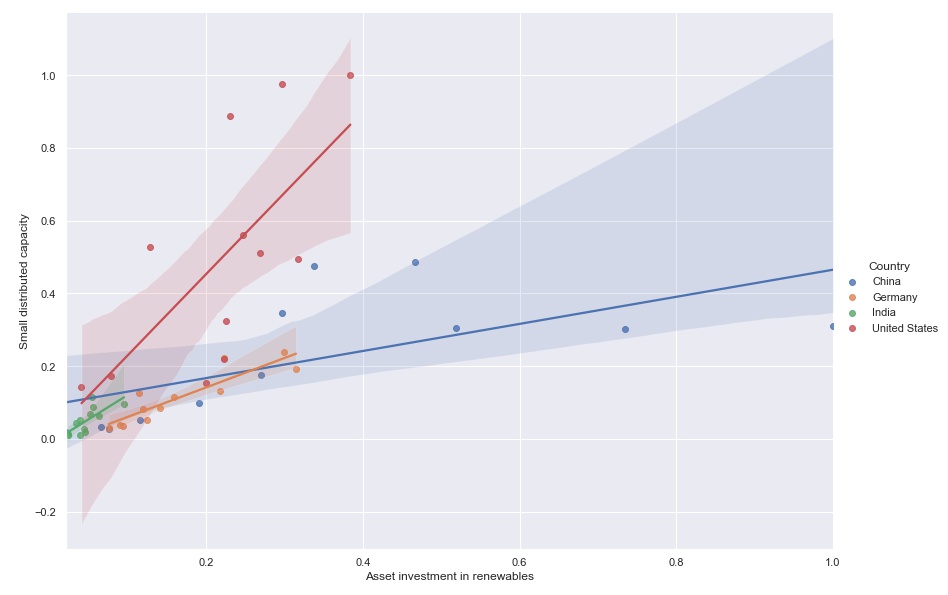 1.0
0.8
0.6
0.4
0.2
0.0
−0.2
Small distributed capacity
0.2
0.4
0.6
0.8
1.0
Asset investment in renewables
Country
China
Germany
India
United States